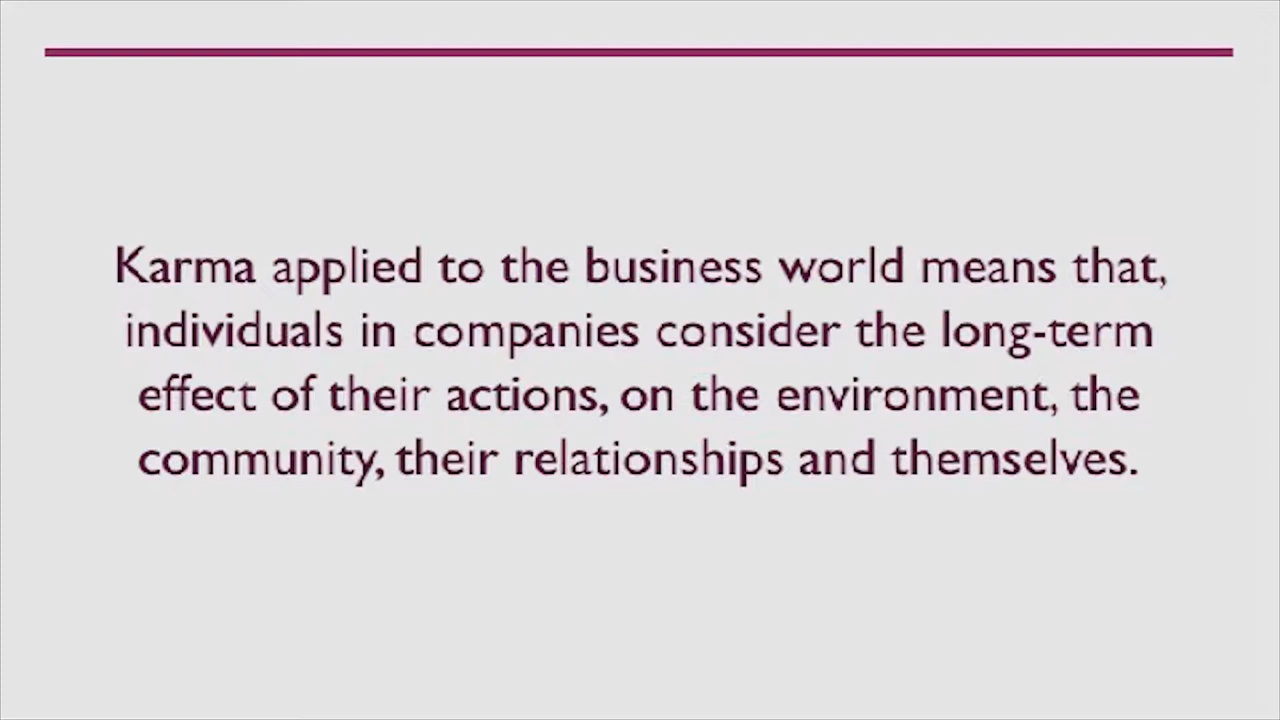 Karma applied to the business world means that,
individuals in companies consider the long-term
effect of their actions, on the environment, the
community, their relationships and themselves.